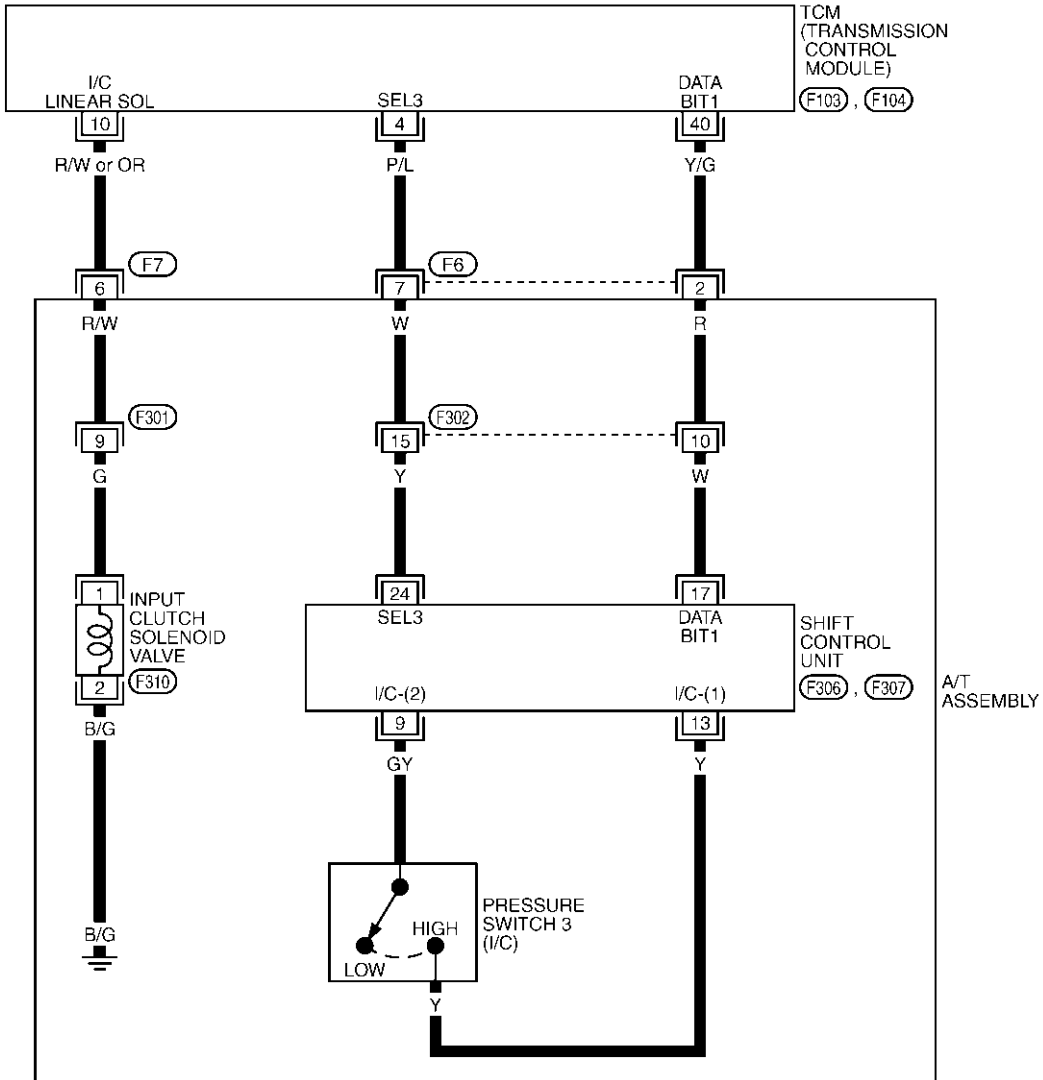 TCM
(TRANSMISSION
CONTROL
MODULE)
F103 , F104
I/C
LINEAR SOL
SEL3
DATA
BIT1
10
4
40
R/W or OR
P/L
Y/G
F7
F6
6
7
2
R/W
W
R
F301
F302
9
15
10
G
Y
W
1
24
17
INPUT
CLUTCH
SOLENOID
VALVE
F310
SEL3
DATA
BIT1
SHIFT
CONTROL
UNIT
F306 , F307
A/T
ASSEMBLY
2
I/C-(2)
I/C-(1)
9
13
B/G
GY
Y
PRESSURE
SWITCH 3
(I/C)
HIGH
LOW
B/G
Y